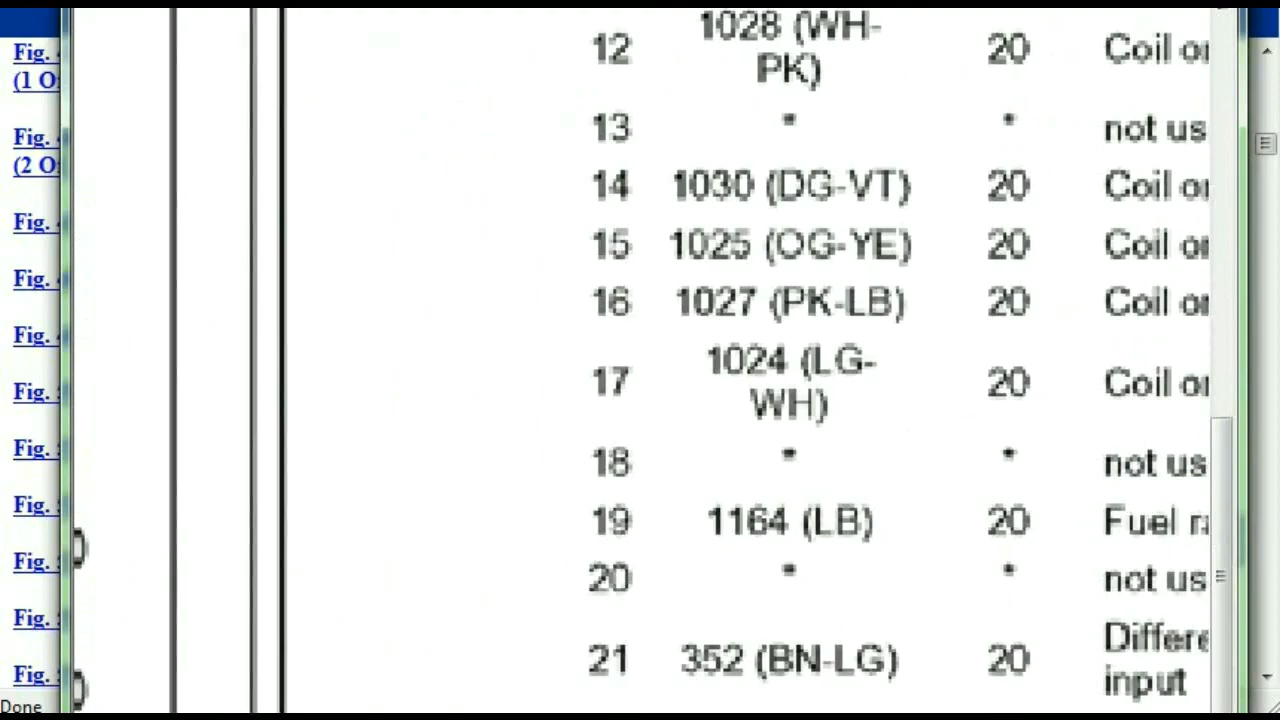 Fig.
(1 O
Fig.
(2 O
Fig.
Fig.
Fig.
Fig.
Fig.
Fig.
Fig.
Fig.
Fig.
Done
12 1028 (WH-PK) 20 Coil o
13 * * not us
14 1030 (DG-VT) 20 Coil o
15 1025 (OG-YE) 20 Coil o
16 1027 (PK-LB) 20 Coil o
17 1024 (LG-WH) 20 Coil o
18 * * not us
19 1164 (LB) 20 Fuel r
20 * * not us
21 352 (BN-LG) 20 Differe
input